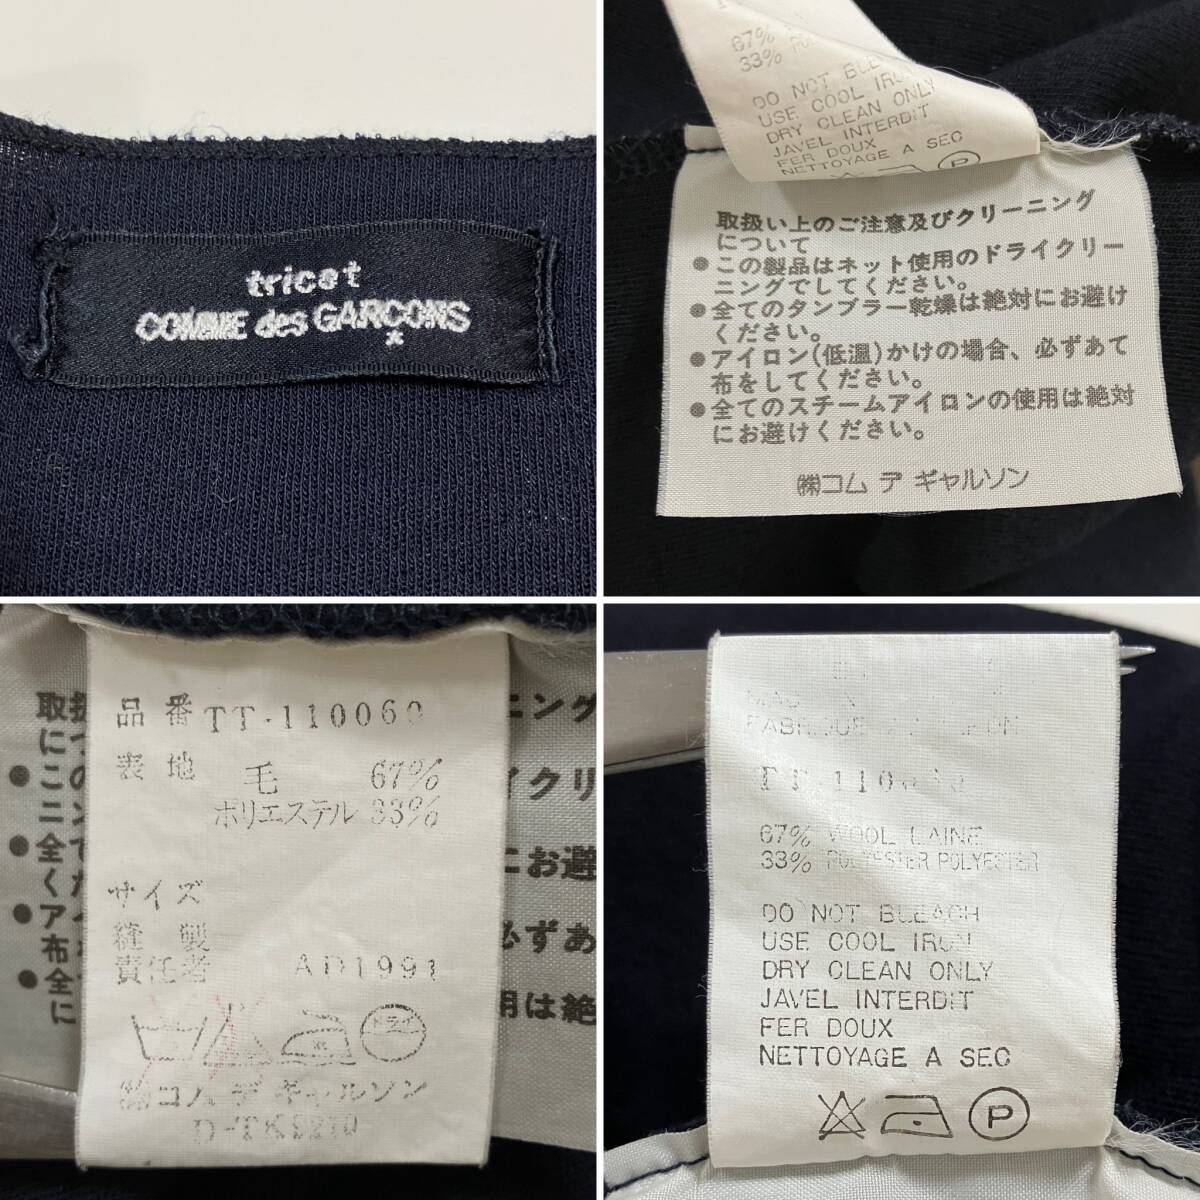 tricot
COMME des GARCONS
*
67%
33%
DO NOT
USE COOL IRON
DRY CLEAN ONLY
JAVEL INTERDIT
FER DOUX
NETTOYAGE A SEC
P
取扱い上のご注意及びクリーニング
について
●この製品はネット使用のドライクリー
ニングでしてください。
●全てのタンブラー乾燥は絶対にお避け
ください。
●アイロン(低温)かけの場合、必ずあて
布をしてください。
●全てのスチームアイロンの使用は絶対
にお避けください。
㈱コム デ ギャルソン
品番 TT-110060
表地 毛 67%
ポリエステル 33%
サイズ
縫製
責任者 AD1991
ドライ
㈱コム デ ギャルソン
MADE IN
FABRIQUE
67% WOOL LAINE
33% POLYESTER POLYESTER
DO NOT BLEACH
USE COOL IRON
DRY CLEAN ONLY
JAVEL INTERDIT
FER DOUX
NETTOYAGE A SEC
P